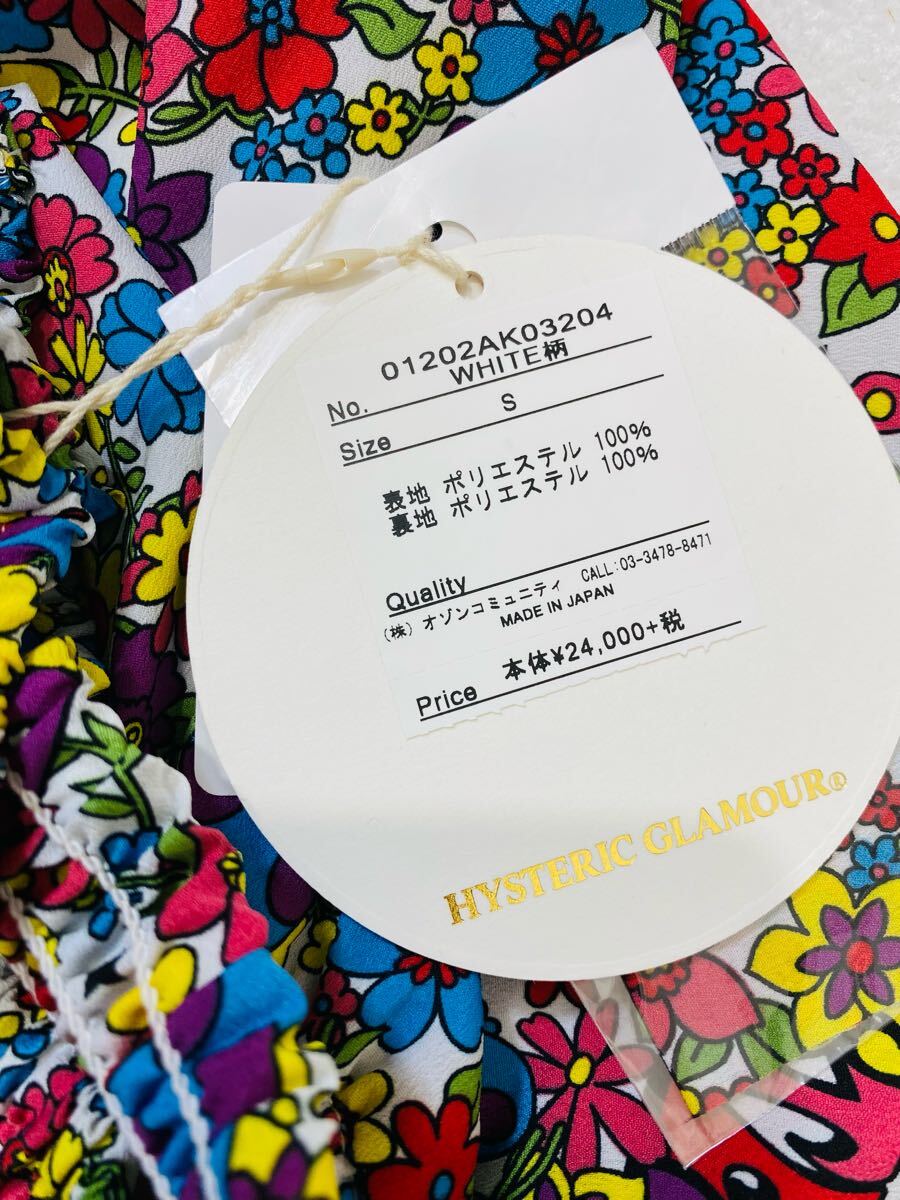 01202AK03204
No. WHITE柄
Size S
表地 ポリエステル 100%
裏地 ポリエステル 100%
Quality
(株) オゾンコミュニティ CALL:03-3478-8471
MADE IN JAPAN
Price 本体¥24,000+税
HYSTERIC GLAMOUR®